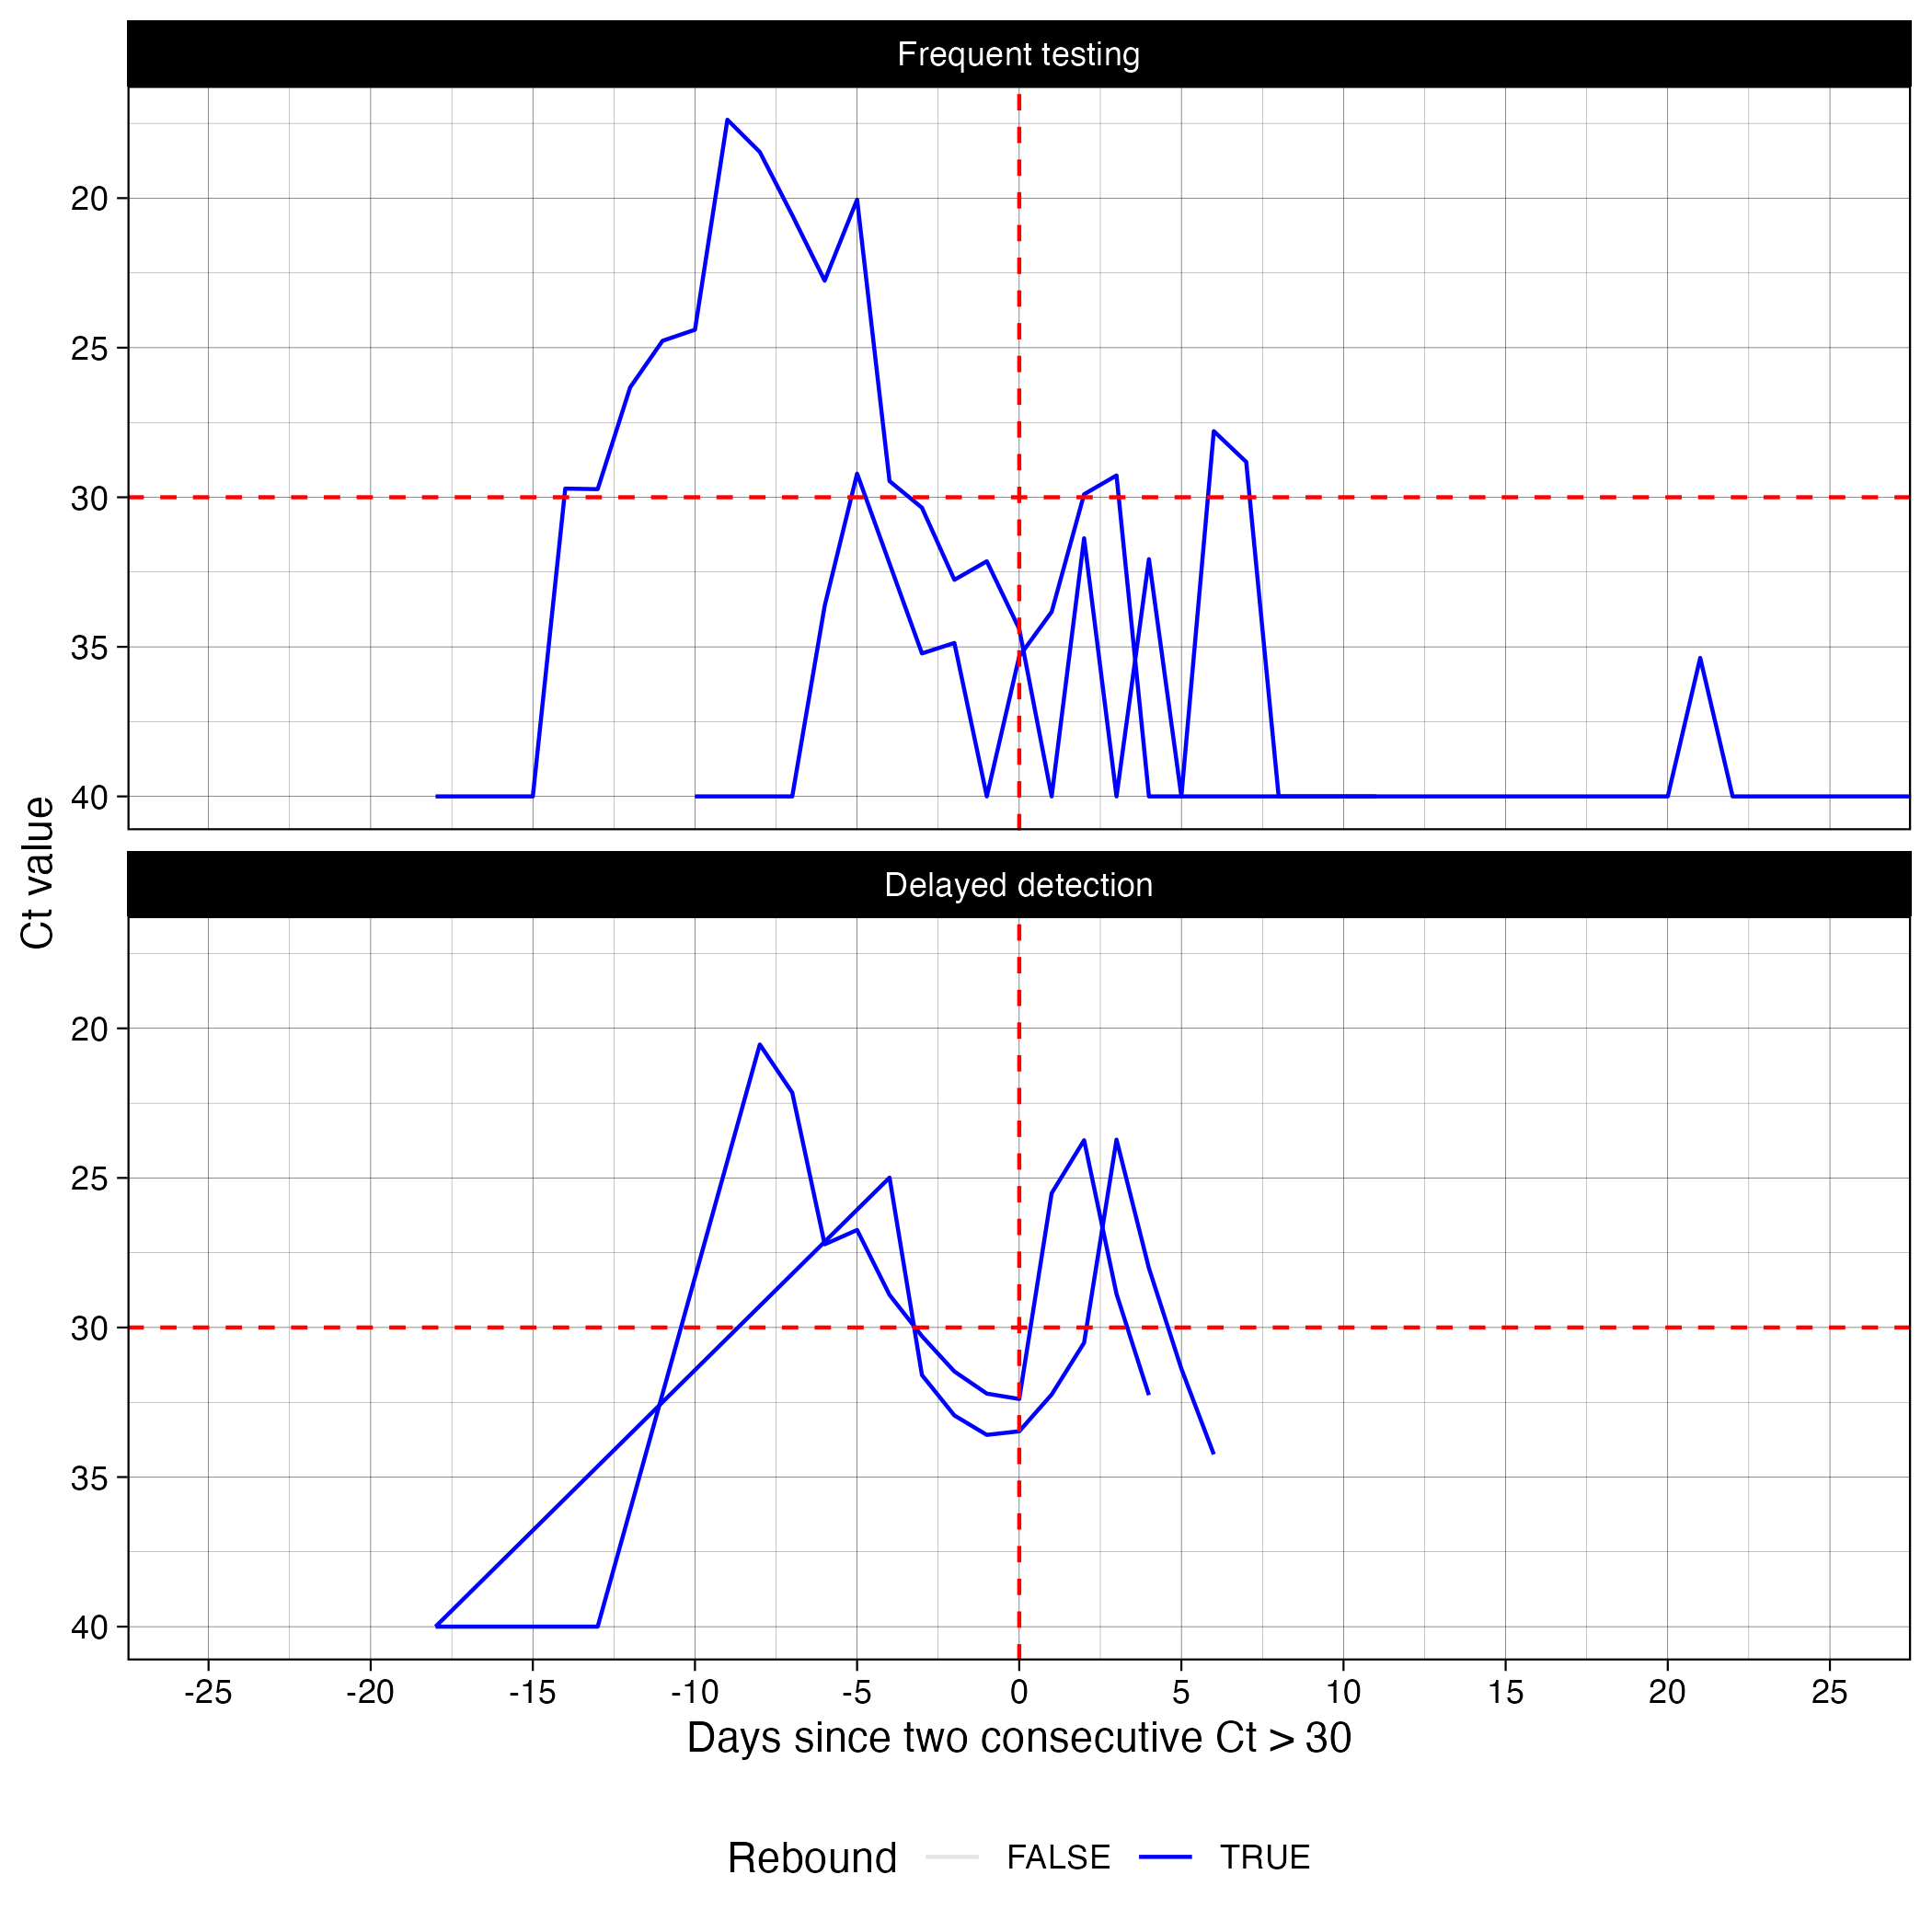 Frequent testing
20
25
30
35
40
Ct value
Delayed detection
20
25
30
35
40
-25 -20 -15 -10 -5 0 5 10 15 20 25
Days since two consecutive Ct > 30
Rebound FALSE TRUE